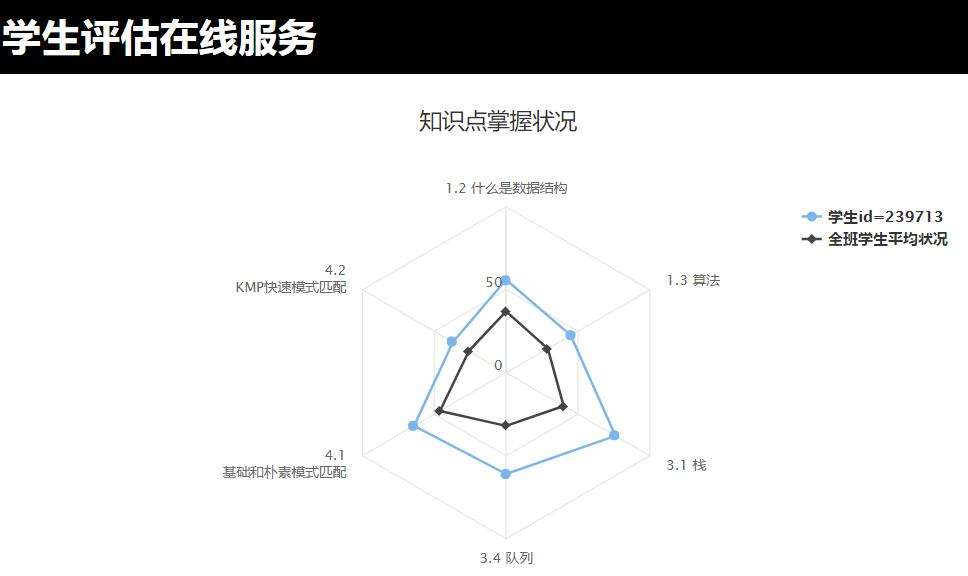 学生评估在线服务
知识点掌握状况
1.2 什么是数据结构
学生id=239713
全班学生平均状况
4.2
KMP快速模式匹配
1.3 算法
50
0
4.1
基础和朴素模式匹配
3.1 栈
3.4 队列